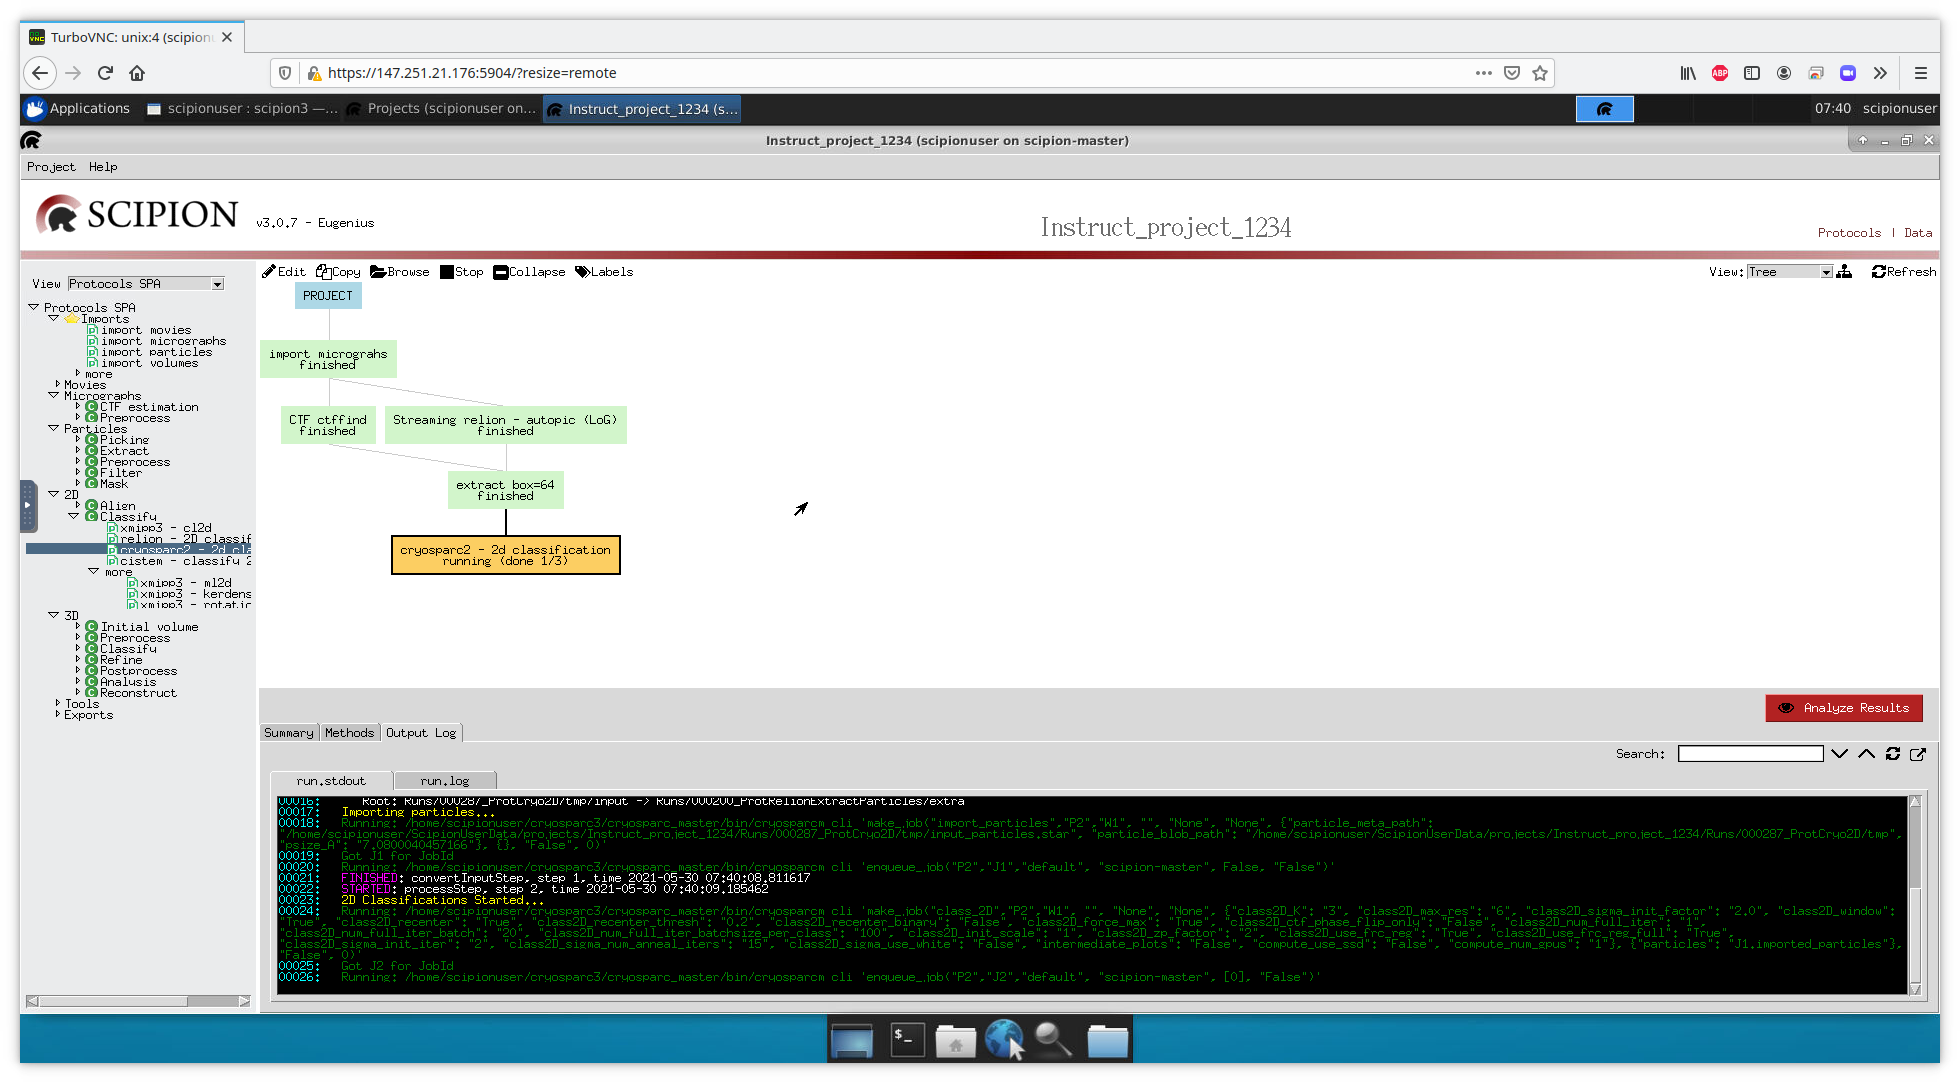 TurboVNC: unix:4 (scipion
https://147.251.21.176:5904/?resize=remote
ABP
Applications
scipionuser : scipion3 —...
Projects (scipionuser on...
Instruct_project_1234 (s...
07:40 scipionuser
Instruct_project_1234 (scipionuser on scipion-master)
Project Help
SCIPION
v3.0.7 - Eugenius
Instruct_project_1234
Protocols | Data
View Protocols SPA
Edit Copy Browse Stop Collapse Labels
View: Tree Refresh
Protocols SPA
Imports
import movies
import micrographs
import particles
import volumes
more
Movies
Micrographs
CTF estimation
Preprocess
Particles
Picking
Extract
Preprocess
Filter
Mask
2D
Align
Classify
xmipp3 - cl2d
relion - 2D classif
cryosparc2 - 2d cla
cistem - classify 2
more
xmipp3 - ml2d
xmipp3 - kerdens
xmipp3 - rotatio
3D
Initial volume
Preprocess
Classify
Refine
Postprocess
Analysis
Reconstruct
Tools
Exports
PROJECT
import micrograhs
finished
CTF ctffind
finished
Streaming relion - autopic (LoG)
finished
extract box=64
finished
cryosparc2 - 2d classification
running (done 1/3)
Analyze Results
Summary Methods Output Log
Search:
run.stdout run.log
00016: Root: Runs/000287_ProtCryo2D/tmp/input -> Runs/000200_ProtRelionExtractParticles/extra
00017: Importing particles...
00018: Running: /home/scipionuser/cryosparc3/cryosparc_master/bin/cryosparcm cli 'make_job("import_particles","P2","W1", "", "None", "None", {"particle_meta_path":
"/home/scipionuser/ScipionUserData/projects/Instruct_project_1234/Runs/000287_ProtCryo2D/tmp/input_particles.star", "particle_blob_path": "/home/scipionuser/ScipionUserData/projects/Instruct_project_1234/Runs/000287_ProtCryo2D/tmp",
"psize_A": "7.0800040457166"}, {}, "False", 0)'
00019: Got J1 for JobId
00020: Running: /home/scipionuser/cryosparc3/cryosparc_master/bin/cryosparcm cli 'enqueue_job("P2","J1","default", "scipion-master", False, "False")'
00021: FINISHED: convertInputStep, step 1, time 2021-05-30 07:40:08.811617
00022: STARTED: processStep, step 2, time 2021-05-30 07:40:09.185462
00023: 2D Classifications Started...
00024: Running: /home/scipionuser/cryosparc3/cryosparc_master/bin/cryosparcm cli 'make_job("class_2D","P2","W1", "", "None", "None", {"class2D_K": "3", "class2D_max_res": "6", "class2D_sigma_init_factor": "2.0", "class2D_window":
"True", "class2D_recenter": "True", "class2D_recenter_thresh": "0.2", "class2D_recenter_binary": "False", "class2D_force_max": "True", "class2D_ctf_phase_flip_only": "False", "class2D_num_full_iter": "1",
"class2D_num_full_iter_batch": "20", "class2D_num_full_iter_batchsize_per_class": "100", "class2D_init_scale": "1", "class2D_zp_factor": "2", "class2D_use_frc_reg": "True", "class2D_use_frc_reg_full": "True",
"class2D_sigma_init_iter": "2", "class2D_sigma_num_anneal_iters": "15", "class2D_sigma_use_white": "False", "intermediate_plots": "False", "compute_use_ssd": "False", "compute_num_gpus": "1"}, {"particles": "J1.imported_particles"},
"False", 0)'
00025: Got J2 for JobId
00026: Running: /home/scipionuser/cryosparc3/cryosparc_master/bin/cryosparcm cli 'enqueue_job("P2","J2","default", "scipion-master", [0], "False")'